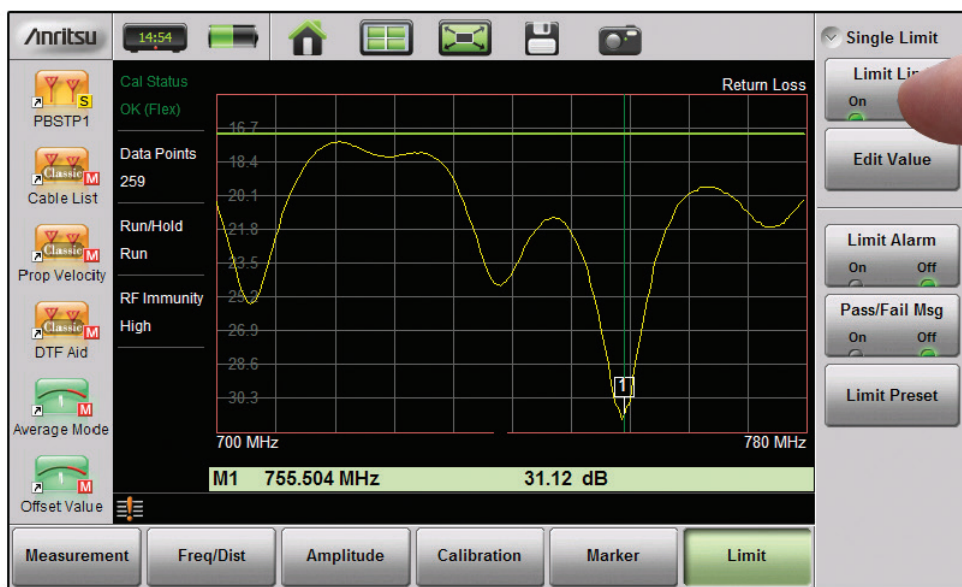 Anritsu
14:54
Single Limit
Limit
On
Edit Value
Limit Alarm
On Off
Pass/Fail Msg
On Off
Limit Preset
S
PBSTP1
Classic M
Cable List
Classic M
Prop Velocity
Classic M
DTF Aid
M
Average Mode
M
Offset Value
Cal Status
OK (Flex)
Data Points
259
Run/Hold
Run
RF Immunity
High
Return Loss
16.7
18.4
20.1
21.8
23.5
25.2
26.9
28.6
30.3
1
700 MHz
780 MHz
M1 755.504 MHz 31.12 dB
Measurement
Freq/Dist
Amplitude
Calibration
Marker
Limit